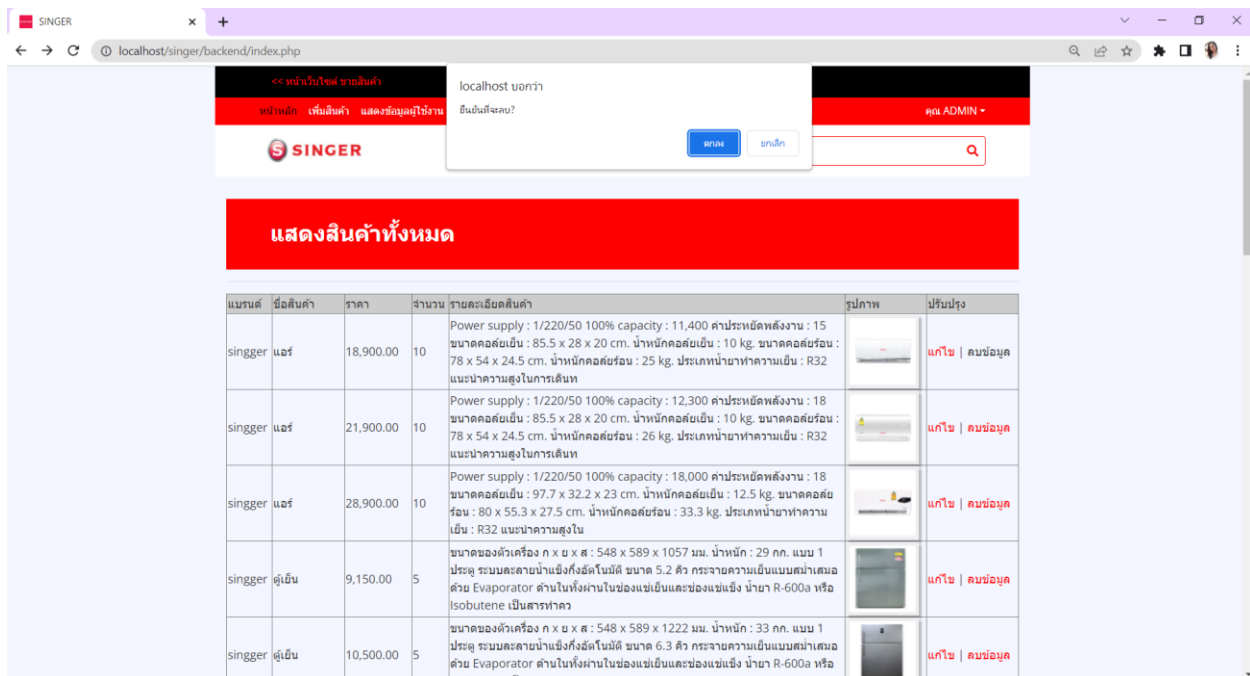 SINGER
localhost/singer/backend/index.php
<< หน้าเว็บไซต์ ขายสินค้า
localhost บอกว่า
ยืนยันที่จะลบ?
ตกลง ยกเลิก
หน้าหลัก เพิ่มสินค้า แสดงข้อมูลผู้ใช้งาน
คุณ ADMIN
SINGER
แสดงสินค้าทั้งหมด
แบรนด์ ชื่อสินค้า ราคา จำนวน รายละเอียดสินค้า รูปภาพ ปรับปรุง
singger แอร์ 18,900.00 10
Power supply : 1/220/50 100% capacity : 11,400 ค่าประหยัดพลังงาน : 15
ขนาดคอล์ยเย็น : 85.5 x 28 x 20 cm. น้ำหนักคอล์ยเย็น : 10 kg. ขนาดคอล์ยร้อน :
78 x 54 x 24.5 cm. น้ำหนักคอล์ยร้อน : 25 kg. ประเภทน้ำยาทำความเย็น : R32
แนะนำความสูงในการเดินท
แก้ไข | ลบข้อมูล
singger แอร์ 21,900.00 10
Power supply : 1/220/50 100% capacity : 12,300 ค่าประหยัดพลังงาน : 18
ขนาดคอล์ยเย็น : 85.5 x 28 x 20 cm. น้ำหนักคอล์ยเย็น : 10 kg. ขนาดคอล์ยร้อน :
78 x 54 x 24.5 cm. น้ำหนักคอล์ยร้อน : 26 kg. ประเภทน้ำยาทำความเย็น : R32
แนะนำความสูงในการเดินท
แก้ไข | ลบข้อมูล
singger แอร์ 28,900.00 10
Power supply : 1/220/50 100% capacity : 18,000 ค่าประหยัดพลังงาน : 18
ขนาดคอล์ยเย็น : 97.7 x 32.2 x 23 cm. น้ำหนักคอล์ยเย็น : 12.5 kg. ขนาดคอล์ย
ร้อน : 80 x 55.3 x 27.5 cm. น้ำหนักคอล์ยร้อน : 33.3 kg. ประเภทน้ำยาทำความ
เย็น : R32 แนะนำความสูงใน
แก้ไข | ลบข้อมูล
singger ตู้เย็น 9,150.00 5
ขนาดของตัวเครื่อง ก x ย x ส : 548 x 589 x 1057 มม. น้ำหนัก : 29 กก. แบบ 1
ประตู ระบบละลายน้ำแข็งกึ่งอัตโนมัติ ขนาด 5.2 คิว กระจายความเย็นแบบสม่ำเสมอ
ด้วย Evaporator ด้านในทั้งผ่านในช่องแช่เย็นและช่องแช่แข็ง น้ำยา R-600a หรือ
Isobutene เป็นสารทำคว
แก้ไข | ลบข้อมูล
singger ตู้เย็น 10,500.00 5
ขนาดของตัวเครื่อง ก x ย x ส : 548 x 589 x 1222 มม. น้ำหนัก : 33 กก. แบบ 1
ประตู ระบบละลายน้ำแข็งกึ่งอัตโนมัติ ขนาด 6.3 คิว กระจายความเย็นแบบสม่ำเสมอ
ด้วย Evaporator ด้านในทั้งผ่านในช่องแช่เย็นและช่องแช่แข็ง น้ำยา R-600a หรือ
แก้ไข | ลบข้อมูล